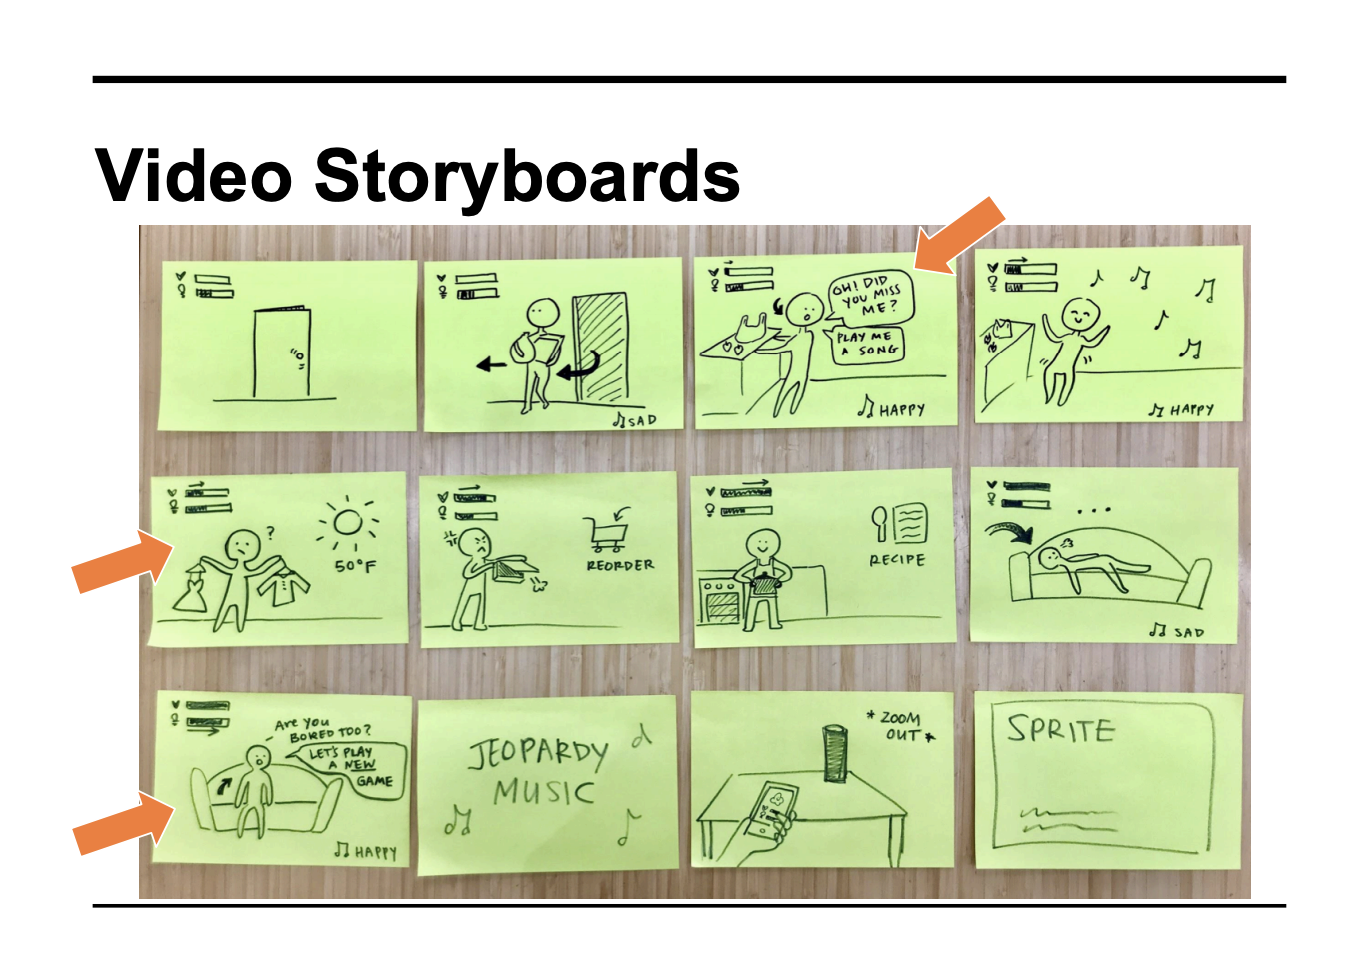 Video Storyboards
SAD
OH! DID
YOU MISS
ME?
PLAY ME
A SONG
HAPPY
HAPPY
?
50°F
REORDER
RECIPE
...
SAD
Are You
BORED TOO?
LET'S PLAY
A NEW
GAME
HAPPY
JEOPARDY
MUSIC
* ZOOM
OUT *
SPRITE